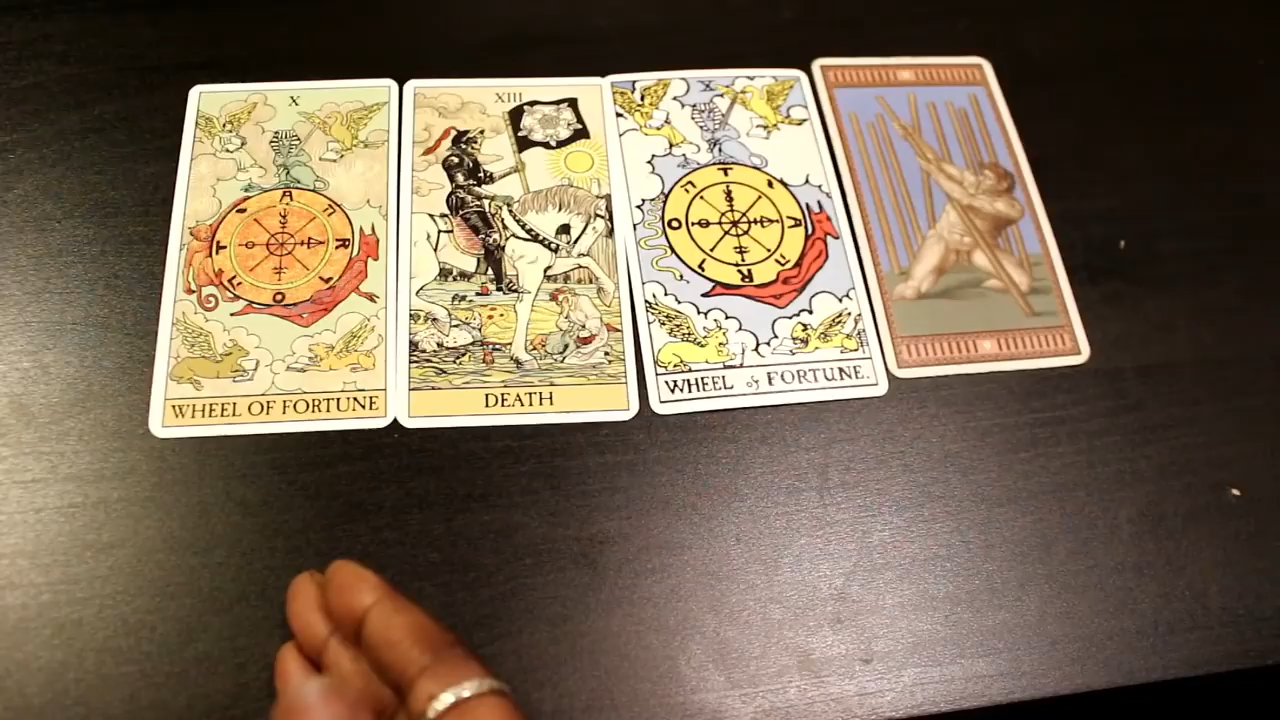 X
WHEEL OF FORTUNE
XIII
DEATH
X
WHEEL of FORTUNE.